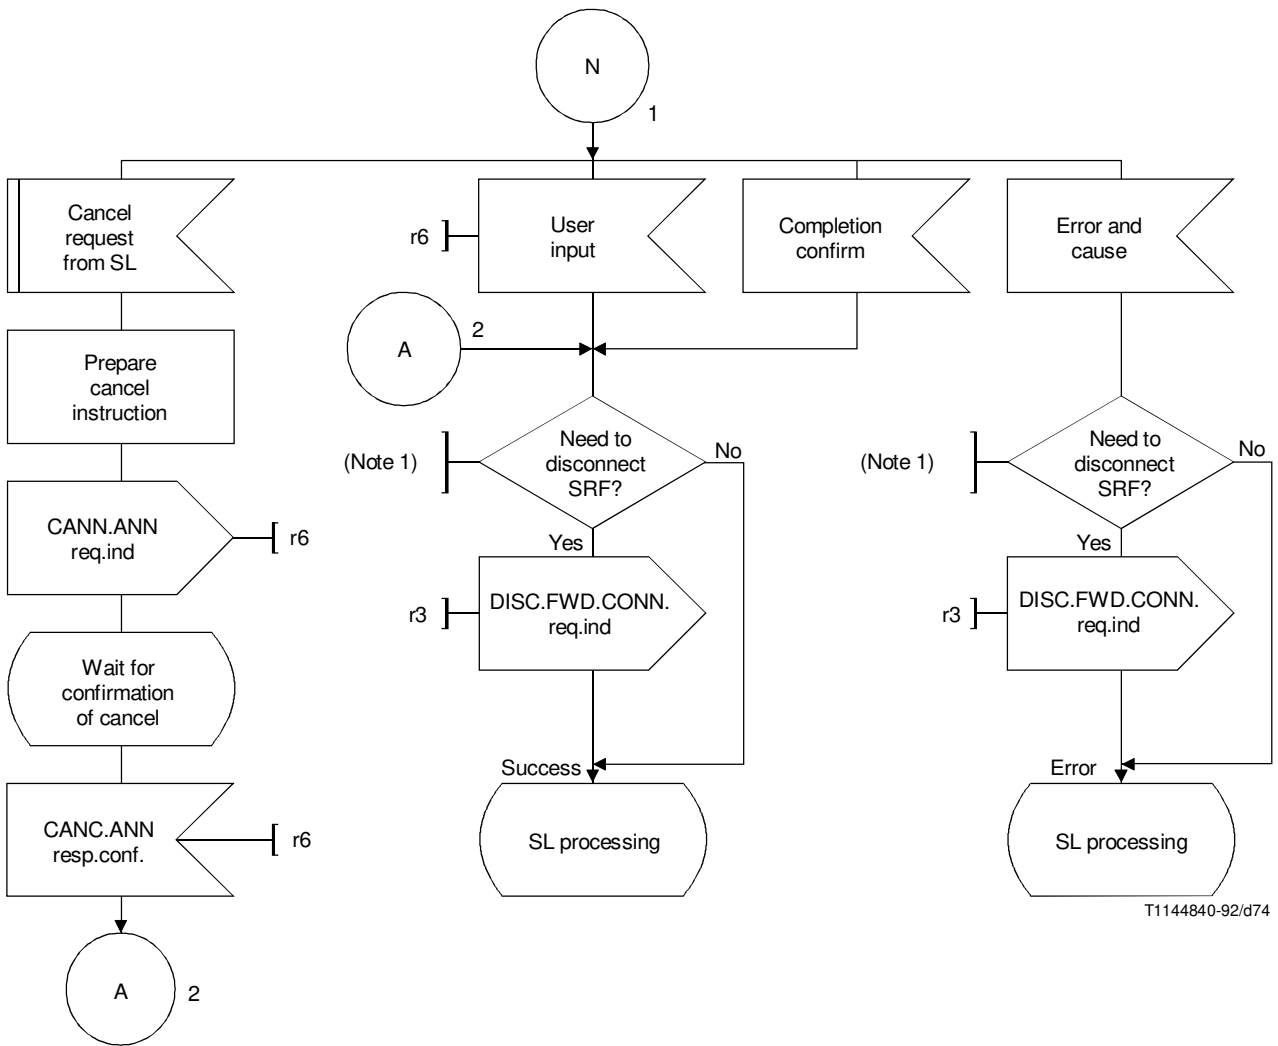 N
1
Cancel
request
from SL
r6
User
input
Completion
confirm
Error and
cause
A
2
Prepare
cancel
instruction
(Note 1)
Need to
disconnect
SRF?
No
Yes
(Note 1)
Need to
disconnect
SRF?
No
Yes
CANN.ANN
req.ind
r6
r3
DISC.FWD.CONN.
req.ind
r3
DISC.FWD.CONN.
req.ind
Wait for
confirmation
of cancel
Success
Error
CANC.ANN
resp.conf.
r6
SL processing
SL processing
T1144840-92/d74
A
2